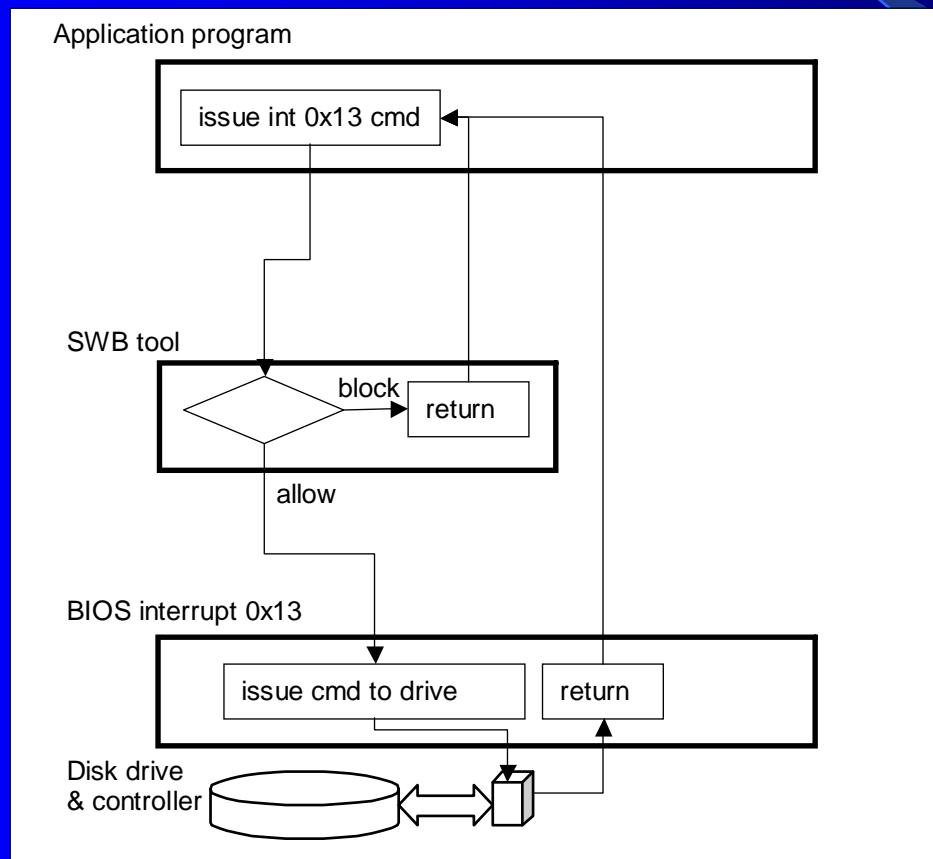 Application program
issue int 0x13 cmd
SWB tool
block
return
allow
BIOS interrupt 0x13
issue cmd to drive
return
Disk drive
& controller